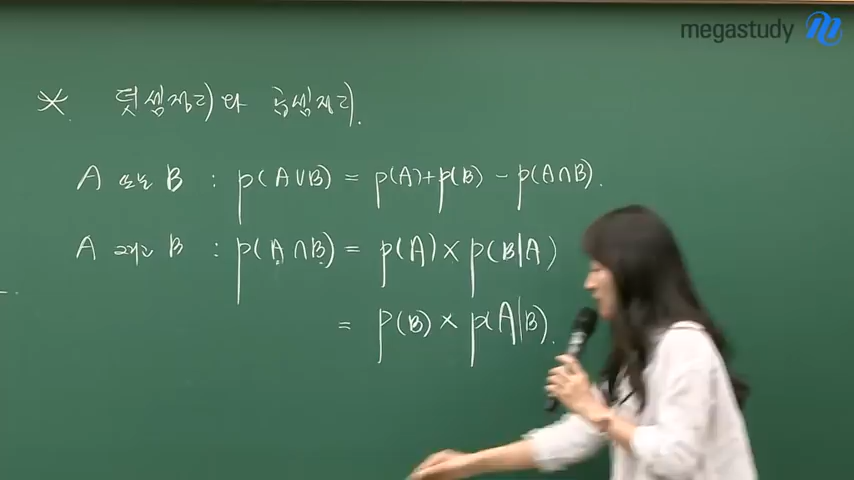 megastudy
* 덧셈정리와 곱셈정리.
A 또는 B : p(A∪B) = p(A)+p(B) - p(A∩B).
A 그리고 B : p(A∩B) = p(A)×p(B|A)
= p(B)×p(A|B).